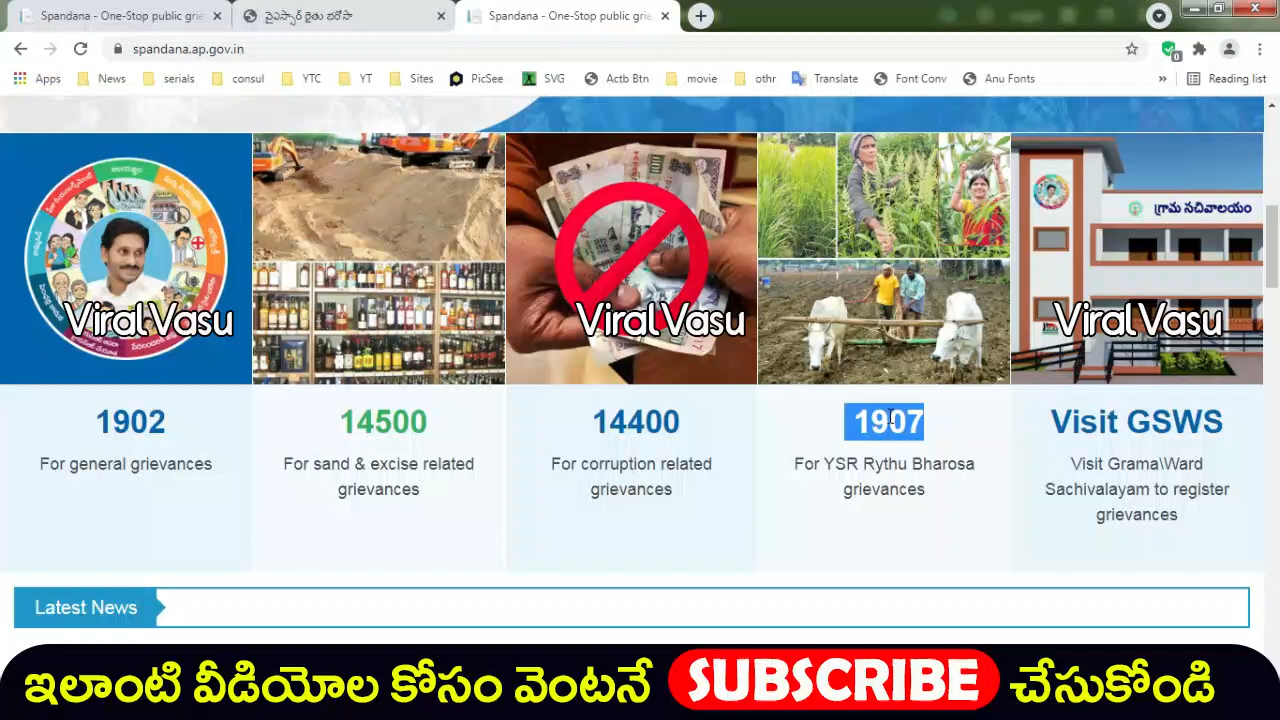 Spandana - One-Stop public grie
వైఎస్సార్ రైతు భరోసా
Spandana - One-Stop public grie
spandana.ap.gov.in
0
Apps
News
serials
consul
YTC
YT
Sites
PicSee
SVG
Actb Btn
movie
othr
Translate
Font Conv
Anu Fonts
»
Reading list
గ్రామ సచివాలయం
ViralVasu
ViralVasu
ViralVasu
1902
14500
14400
1907
Visit GSWS
For general grievances
For sand & excise related
grievances
For corruption related
grievances
For YSR Rythu Bharosa
grievances
Visit Grama\Ward
Sachivalayam to register
grievances
Latest News
ఇలాంటి వీడియోల కోసం వెంటనే SUBSCRIBE చేసుకోండి